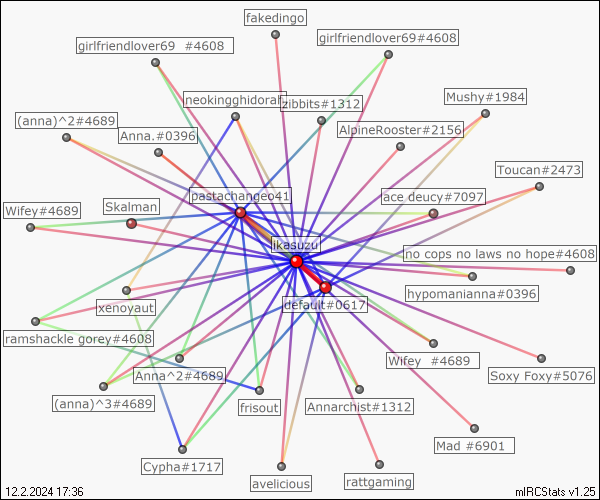 fakedingo
girlfriendlover69  #4608
girlfriendlover69#4608
neokingghidorah
zibbits#1312
Mushy#1984
(anna)^2#4689
Anna.#0396
AlpineRooster#2156
Toucan#2473
pastachange041
ace deucy#7097
Wifey#4689
Skalman
ikasuzu
no cops no laws no hope#4608
xenoyaut
default#0617
hypomanianna#0396
ramshackle gorey#4608
Wifey  #4689
Anna^2#4689
Soxy Foxy#5076
(anna)^3#4689
frisout
Annarchist#1312
Mad #6901
Cypha#1717
avelicious
rattgaming
12.2.2024 17:36
mIRCStats v1.25